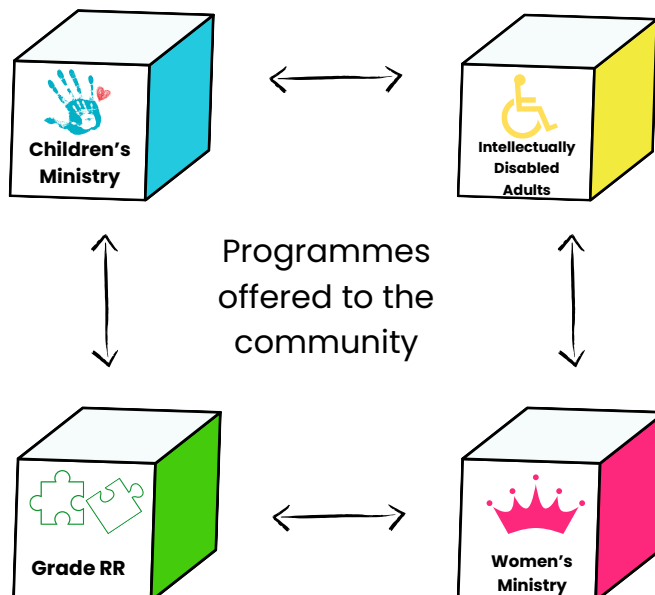 Children's
Ministry
Intellectually
Disabled
Adults
Programmes
offered to the
community
Grade RR
Women's
Ministry